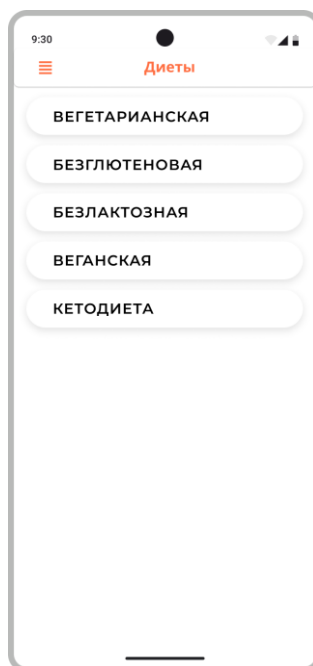 9:30
Диеты
ВЕГЕТАРИАНСКАЯ
БЕЗГЛЮТЕНОВАЯ
БЕЗЛАКТОЗНАЯ
ВЕГАНСКАЯ
КЕТОДИЕТА